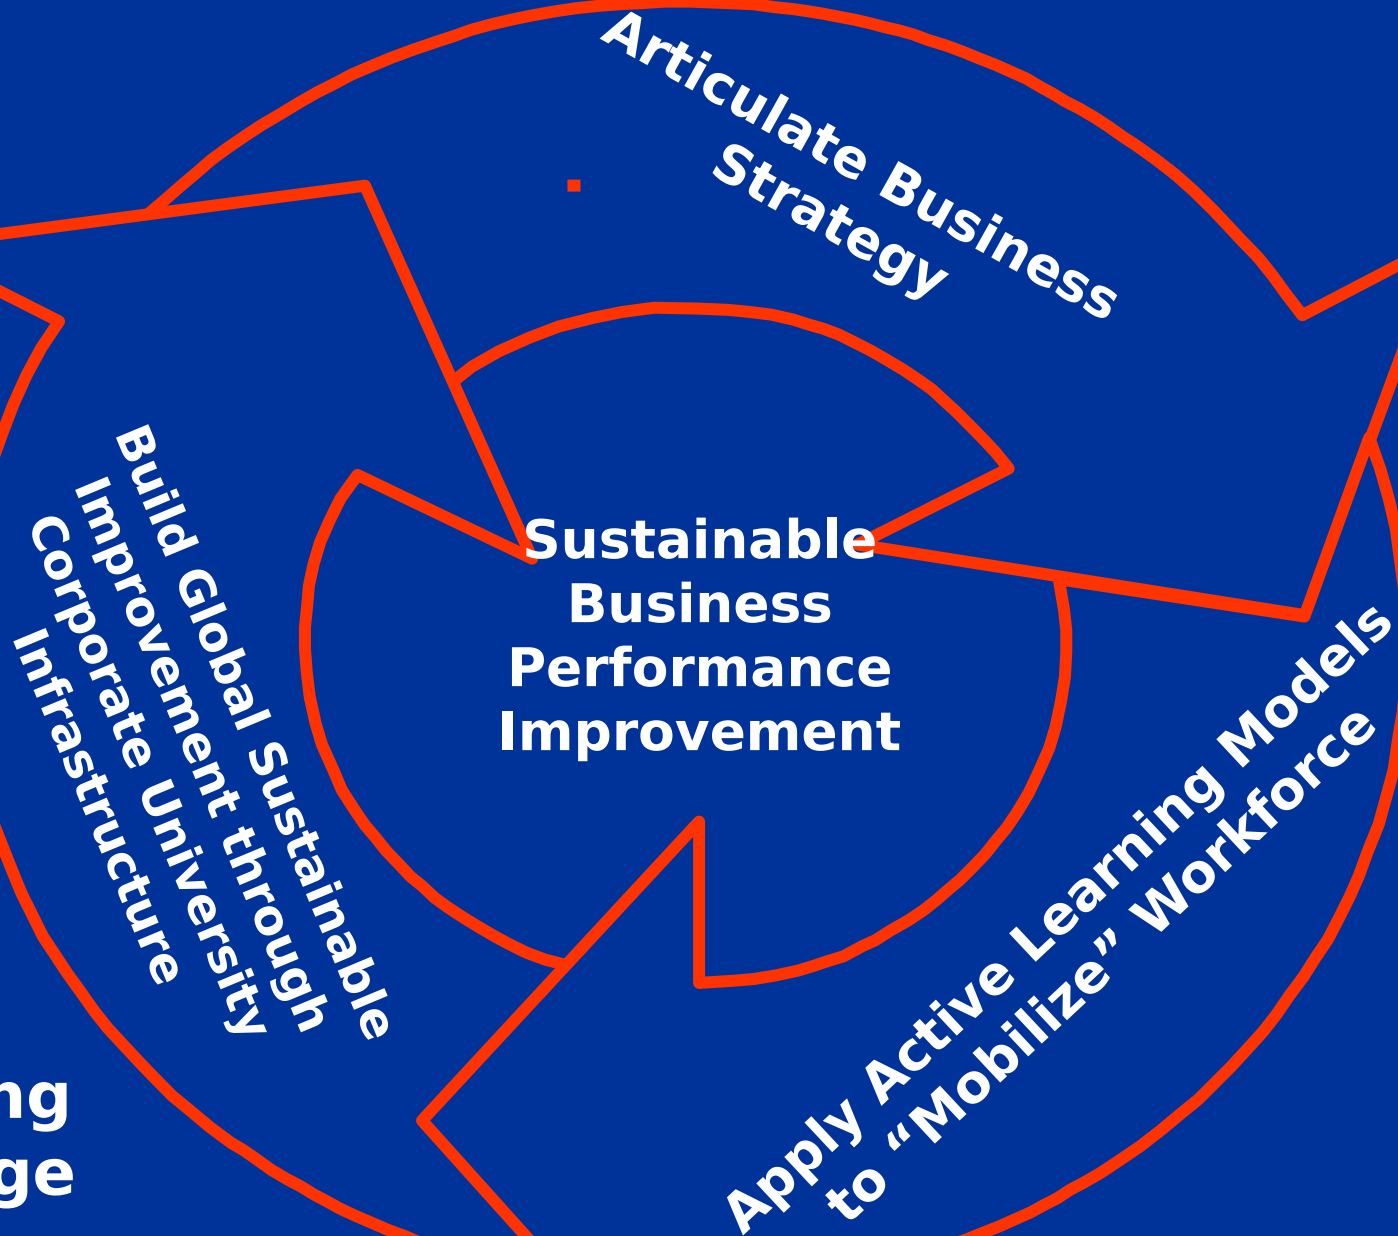 Articulate Business
Strategy
Sustainable
Business
Performance
Improvement
Apply Active Learning Models
to “Mobilize” Workforce
Build Global Sustainable
Improvement through
Corporate University
Infrastructure
ng
ge